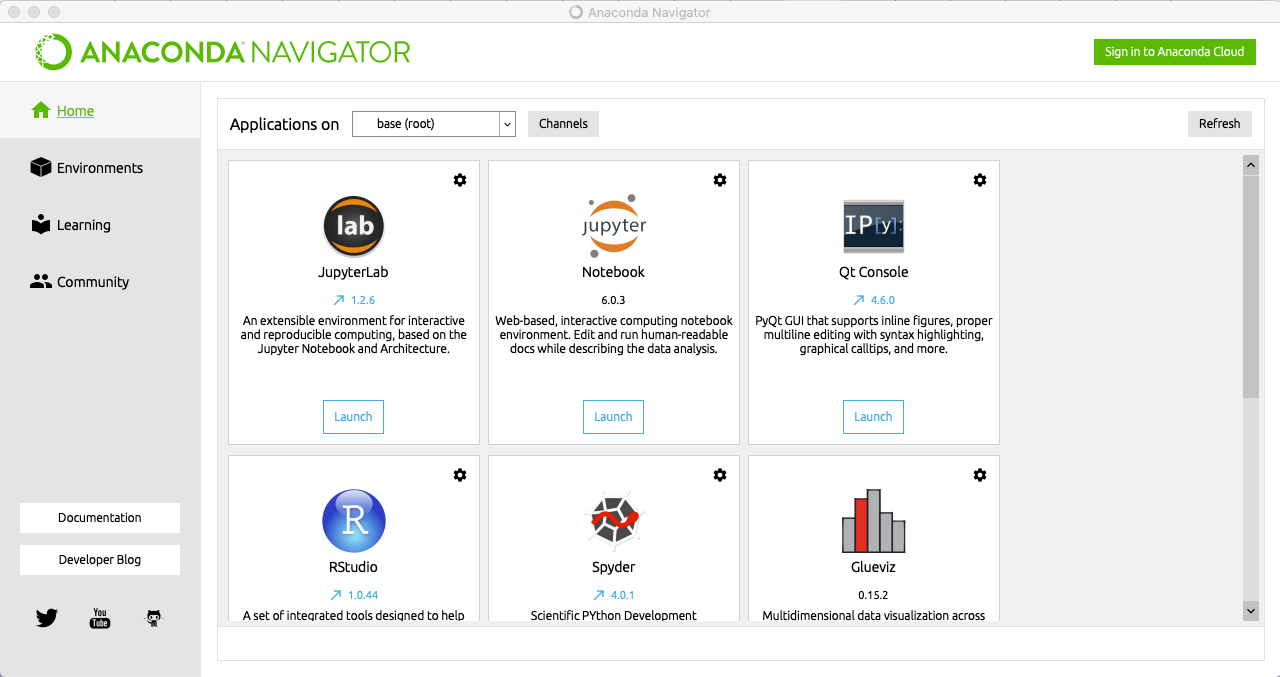 Anaconda Navigator
ANACONDA NAVIGATOR
Sign in to Anaconda Cloud
Home
Environments
Learning
Community
Documentation
Developer Blog
You
Tube
Applications on
base (root)
Channels
Refresh
lab
JupyterLab
1.2.6
An extensible environment for interactive
and reproducible computing, based on the
Jupyter Notebook and Architecture.
Launch
jupyter
Notebook
6.0.3
Web-based, interactive computing notebook
environment. Edit and run human-readable
docs while describing the data analysis.
Launch
IP[y]:
Qt Console
4.6.0
PyQt GUI that supports inline figures, proper
multiline editing with syntax highlighting,
graphical calltips, and more.
Launch
R
RStudio
1.0.44
A set of integrated tools designed to help
Spyder
4.0.1
Scientific PYthon Development
Glueviz
0.15.2
Multidimensional data visualization across